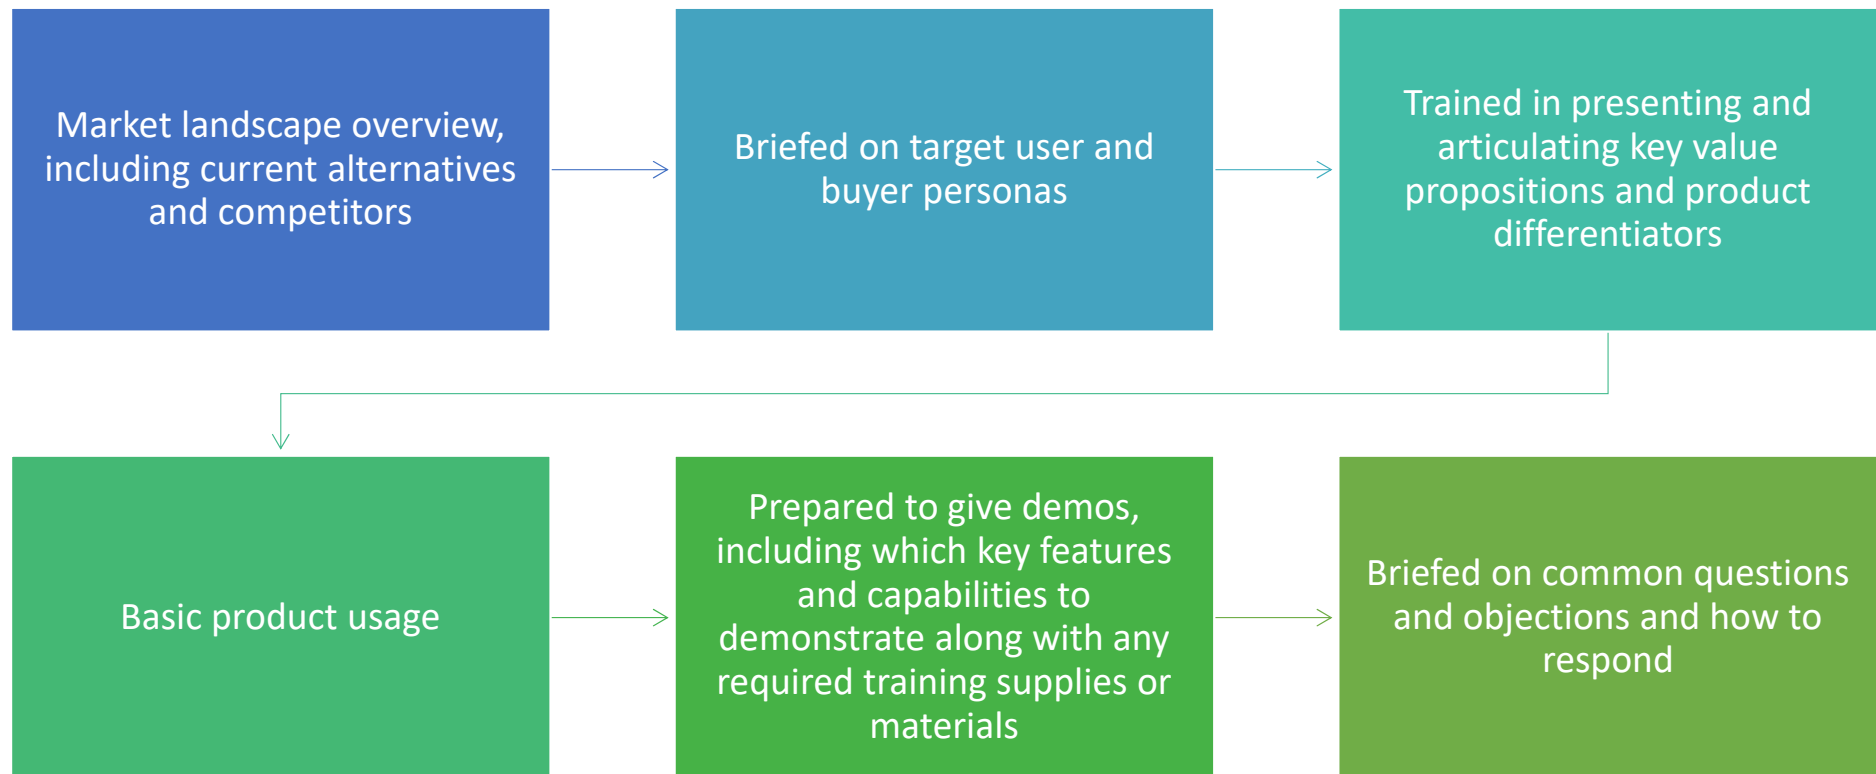 Market landscape overview,
including current alternatives
and competitors
Briefed on target user and
buyer personas
Trained in presenting and
articulating key value
propositions and product
differentiators
Basic product usage
Prepared to give demos,
including which key features
and capabilities to
demonstrate along with any
required training supplies or
materials
Briefed on common questions
and objections and how to
respond